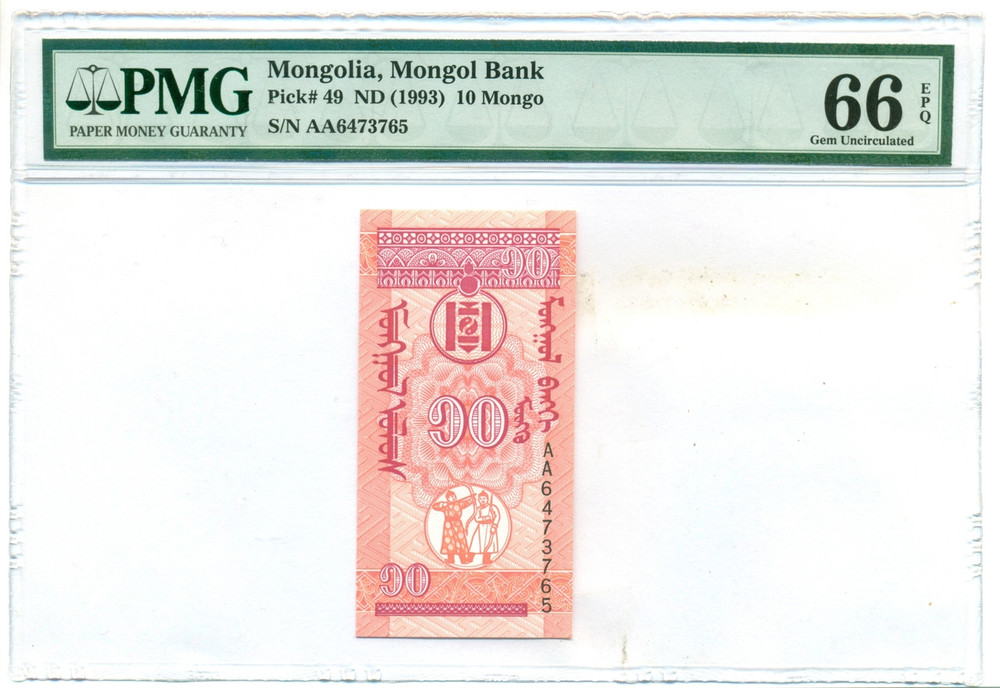 PMG
PAPER MONEY GUARANTY
Mongolia, Mongol Bank
Pick# 49 ND (1993) 10 Mongo
S/N AA6473765
66
EPQ
Gem Uncirculated
᠑᠐
᠑᠐
AA6473765
᠑᠐